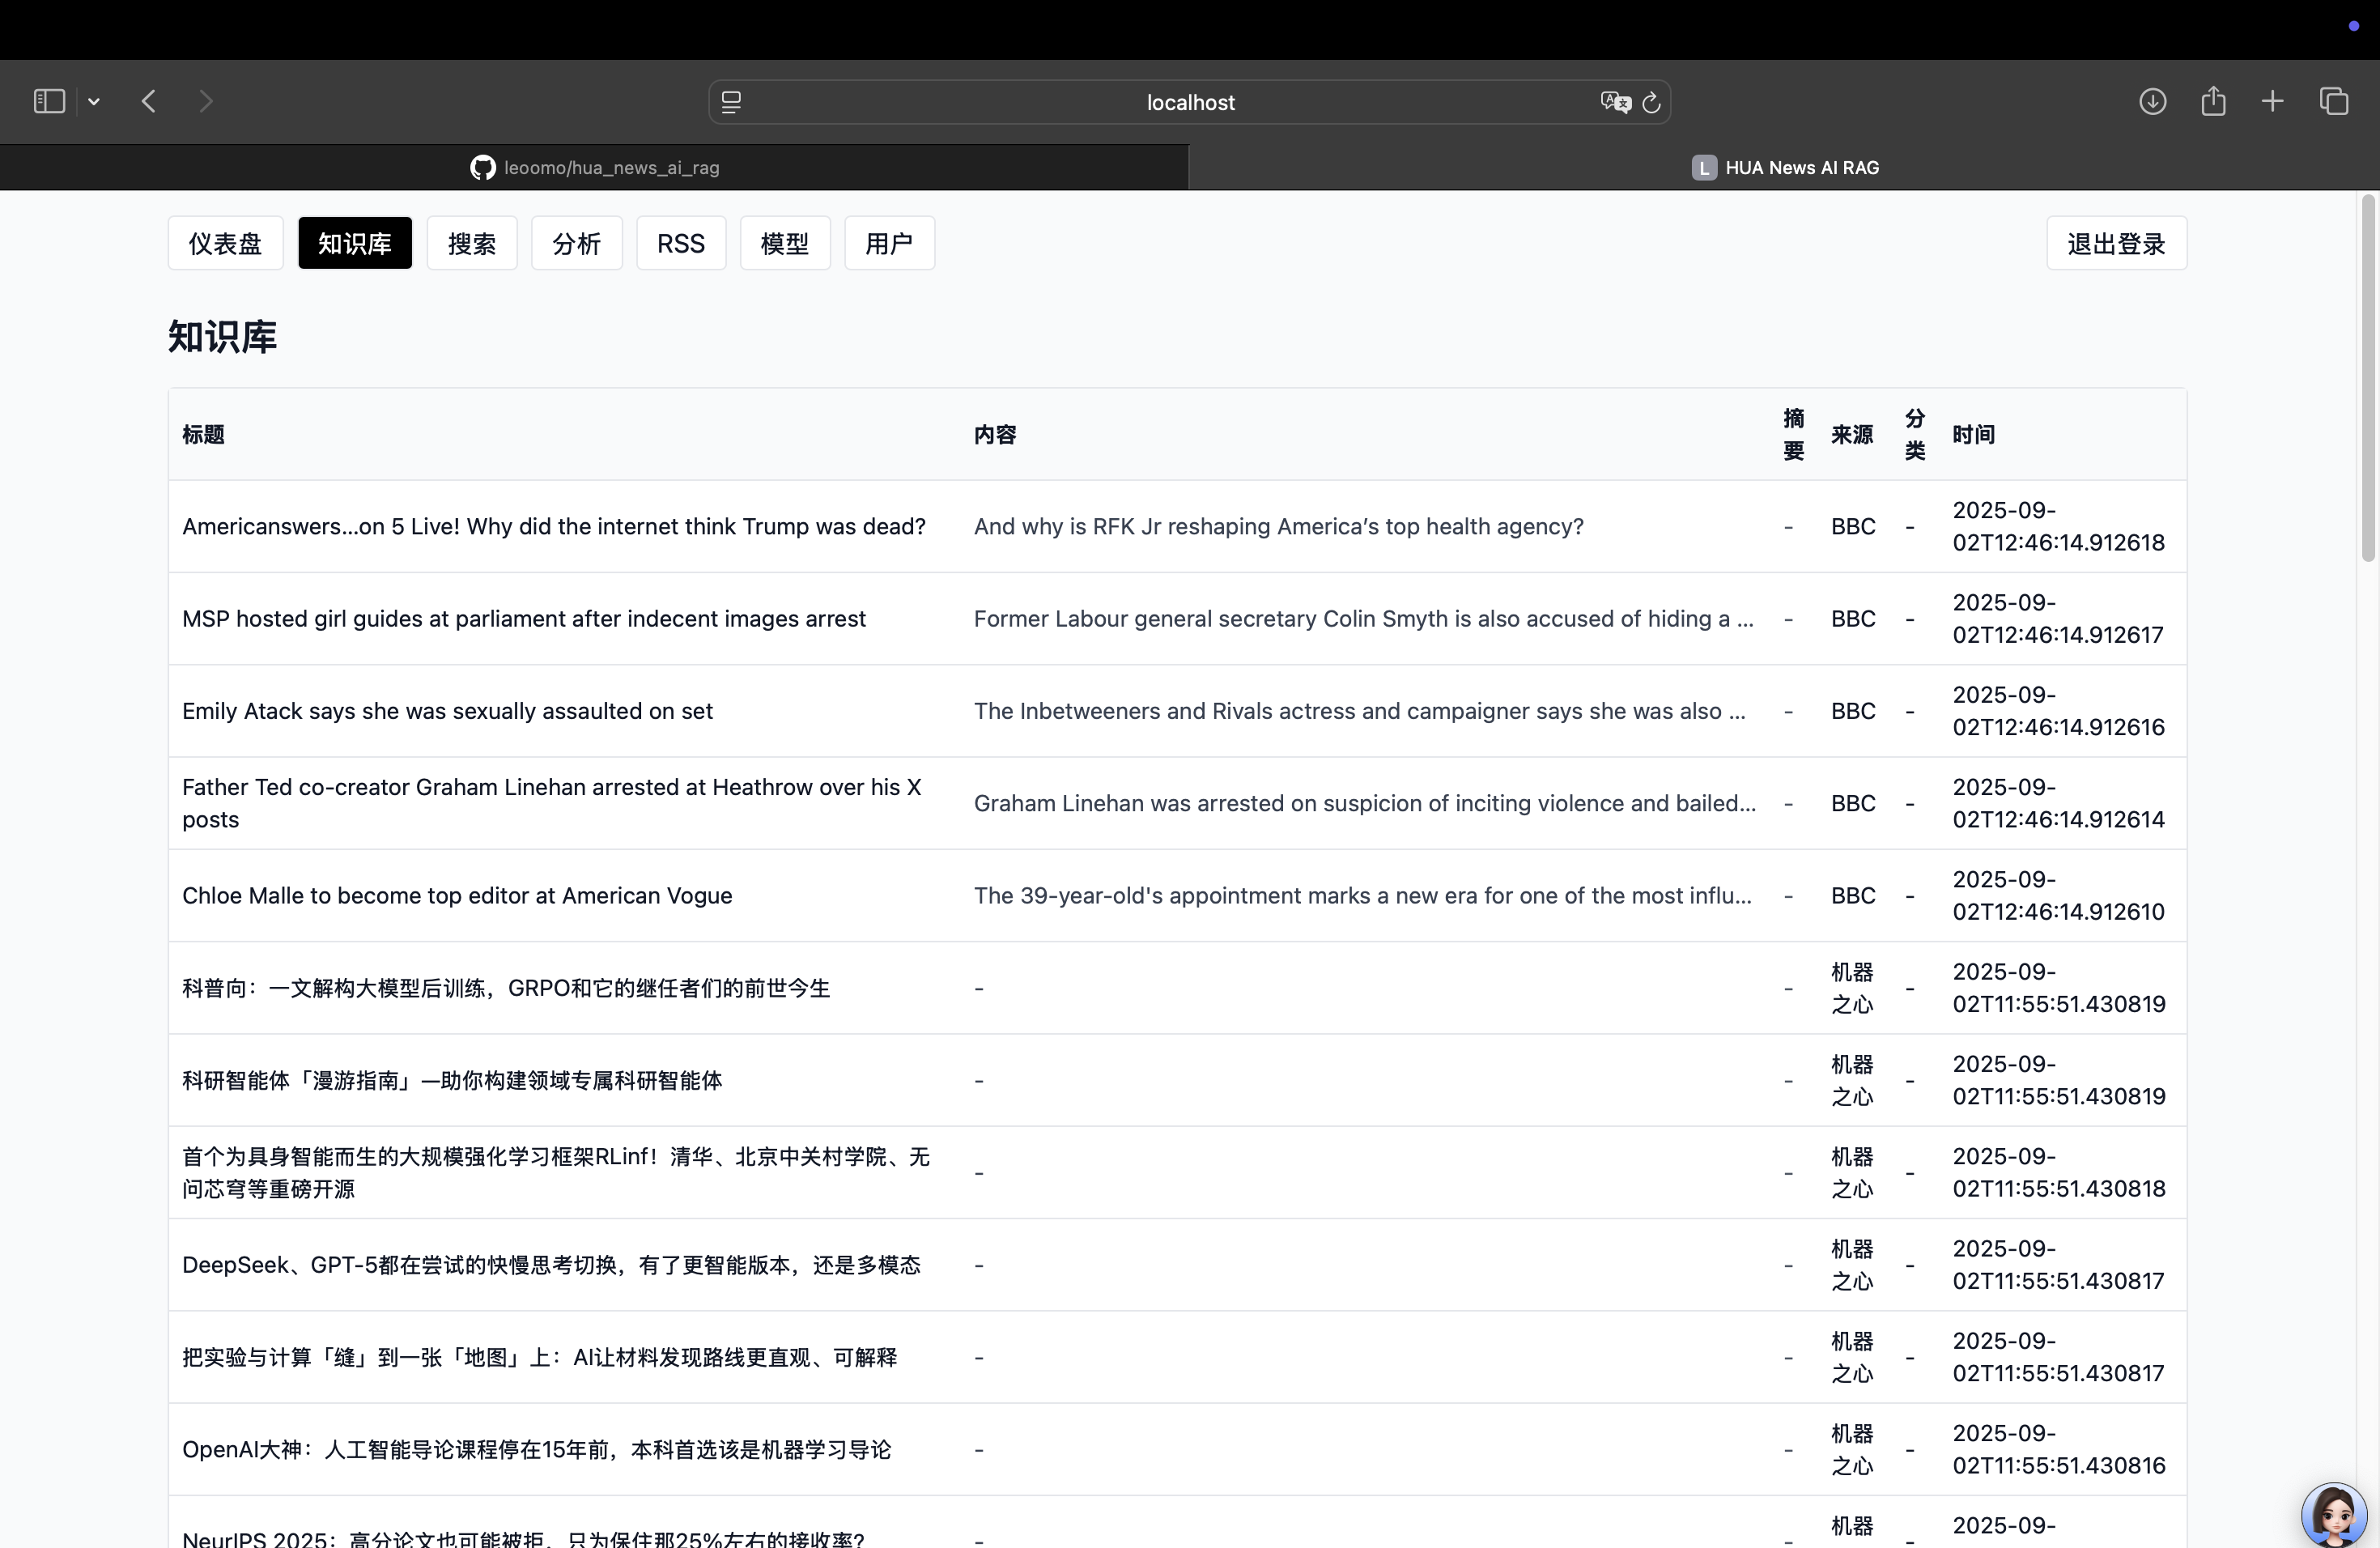 localhost
leoomo/hua_news_ai_rag
L HUA News AI RAG
仪表盘 知识库 搜索 分析 RSS 模型 用户 退出登录
知识库
标题 内容 摘要 来源 分类 时间
Americanswers...on 5 Live! Why did the internet think Trump was dead? And why is RFK Jr reshaping America’s top health agency? - BBC - 2025-09-
02T12:46:14.912618
MSP hosted girl guides at parliament after indecent images arrest Former Labour general secretary Colin Smyth is also accused of hiding a ... - BBC - 2025-09-
02T12:46:14.912617
Emily Atack says she was sexually assaulted on set The Inbetweeners and Rivals actress and campaigner says she was also ... - BBC - 2025-09-
02T12:46:14.912616
Father Ted co-creator Graham Linehan arrested at Heathrow over his X
posts Graham Linehan was arrested on suspicion of inciting violence and bailed... - BBC - 2025-09-
02T12:46:14.912614
Chloe Malle to become top editor at American Vogue The 39-year-old's appointment marks a new era for one of the most influ... - BBC - 2025-09-
02T12:46:14.912610
科普向：一文解构大模型后训练，GRPO和它的继任者们的前世今生 - - 机器
之心 - 2025-09-
02T11:55:51.430819
科研智能体「漫游指南」—助你构建领域专属科研智能体 - - 机器
之心 - 2025-09-
02T11:55:51.430819
首个为具身智能而生的大规模强化学习框架RLinf！清华、北京中关村学院、无
问芯穹等重磅开源 - - 机器
之心 - 2025-09-
02T11:55:51.430818
DeepSeek、GPT-5都在尝试的快慢思考切换，有了更智能版本，还是多模态 - - 机器
之心 - 2025-09-
02T11:55:51.430817
把实验与计算「缝」到一张「地图」上：AI让材料发现路线更直观、可解释 - - 机器
之心 - 2025-09-
02T11:55:51.430817
OpenAI大神：人工智能导论课程停在15年前，本科首选该是机器学习导论 - - 机器
之心 - 2025-09-
02T11:55:51.430816
NeurIPS 2025：高分论文也可能被拒，只为保住那25%左右的接收率？ - - 机器 - 2025-09-